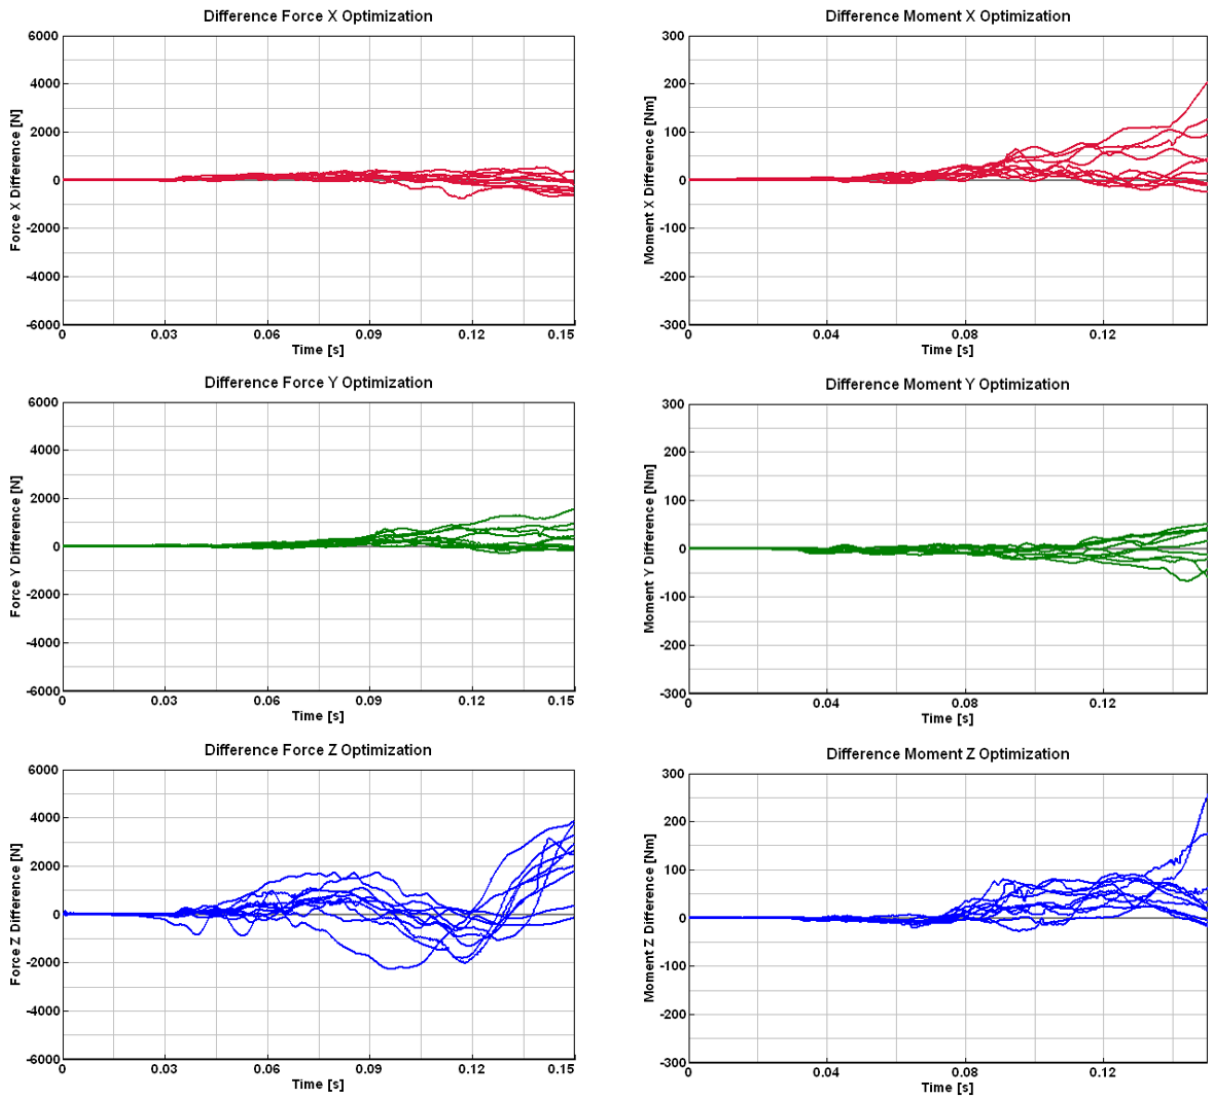 Difference Force X Optimization
6000
4000
2000
0
-2000
-4000
-6000
Force X Difference [N]
0 0.03 0.06 0.09 0.12 0.15
Time [s]
Difference Moment X Optimization
300
200
100
0
-100
-200
-300
Moment X Difference [Nm]
0 0.04 0.08 0.12
Time [s]
Difference Force Y Optimization
6000
4000
2000
0
-2000
-4000
-6000
Force Y Difference [N]
0 0.03 0.06 0.09 0.12 0.15
Time [s]
Difference Moment Y Optimization
300
200
100
0
-100
-200
-300
Moment Y Difference [Nm]
0 0.04 0.08 0.12
Time [s]
Difference Force Z Optimization
6000
4000
2000
0
-2000
-4000
-6000
Force Z Difference [N]
0 0.03 0.06 0.09 0.12 0.15
Time [s]
Difference Moment Z Optimization
300
200
100
0
-100
-200
-300
Moment Z Difference [Nm]
0 0.04 0.08 0.12
Time [s]